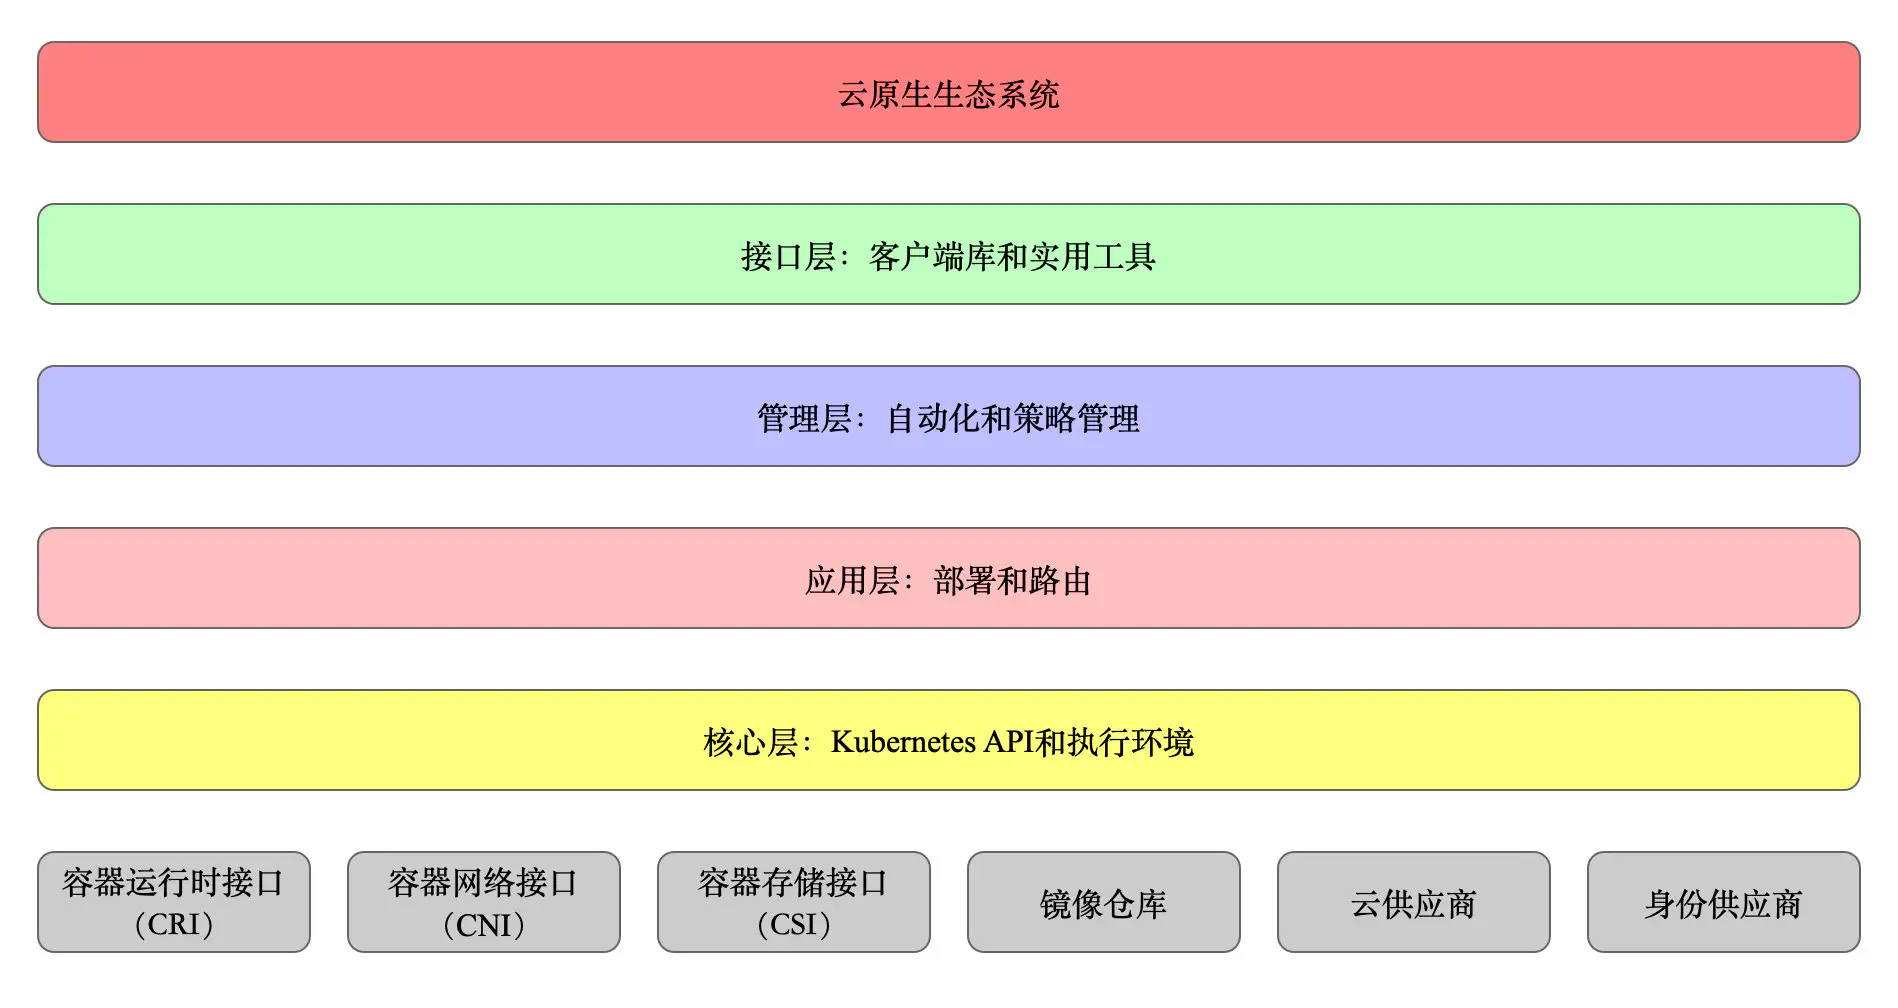 云原生生态系统
接口层：客户端库和实用工具
管理层：自动化和策略管理
应用层：部署和路由
核心层：Kubernetes API和执行环境
容器运行时接口
（CRI）
容器网络接口
（CNI）
容器存储接口
（CSI）
镜像仓库
云供应商
身份供应商